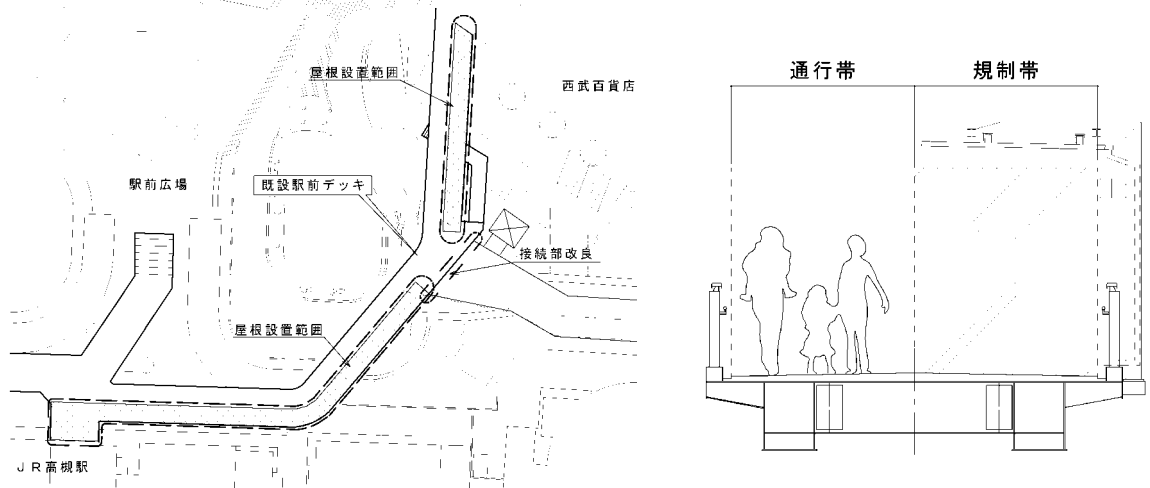 屋根設置範囲
西武百貨店
駅前広場
既設駅前デッキ
接続部改良
屋根設置範囲
JR高槻駅
通行帯
規制帯